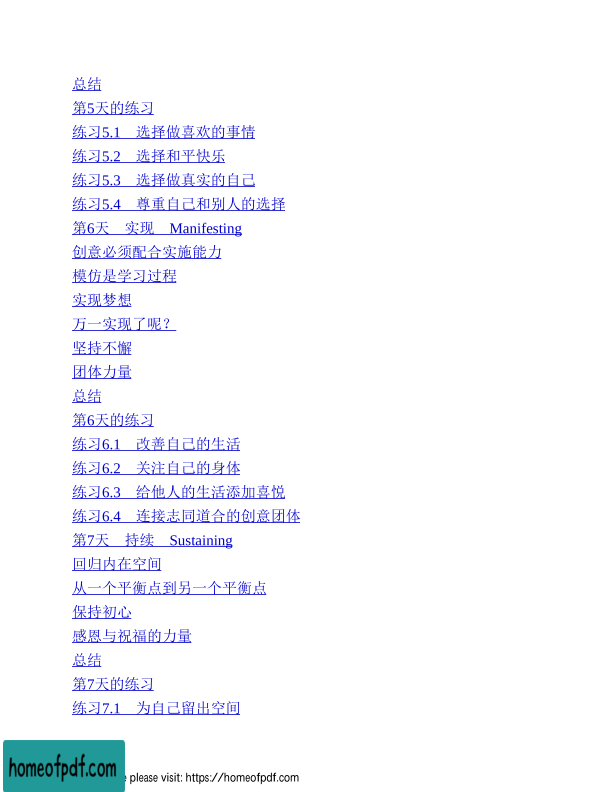 总结
第5天的练习
练习5.1　选择做喜欢的事情
练习5.2　选择和平快乐
练习5.3　选择做真实的自己
练习5.4　尊重自己和别人的选择
第6天　实现　Manifesting
创意必须配合实施能力
模仿是学习过程
实现梦想
万一实现了呢？
坚持不懈
团体力量
总结
第6天的练习
练习6.1　改善自己的生活
练习6.2　关注自己的身体
练习6.3　给他人的生活添加喜悦
练习6.4　连接志同道合的创意团体
第7天　持续　Sustaining
回归内在空间
从一个平衡点到另一个平衡点
保持初心
感恩与祝福的力量
总结
第7天的练习
练习7.1　为自己留出空间
homeofpdf.com
please visit: https://homeofpdf.com